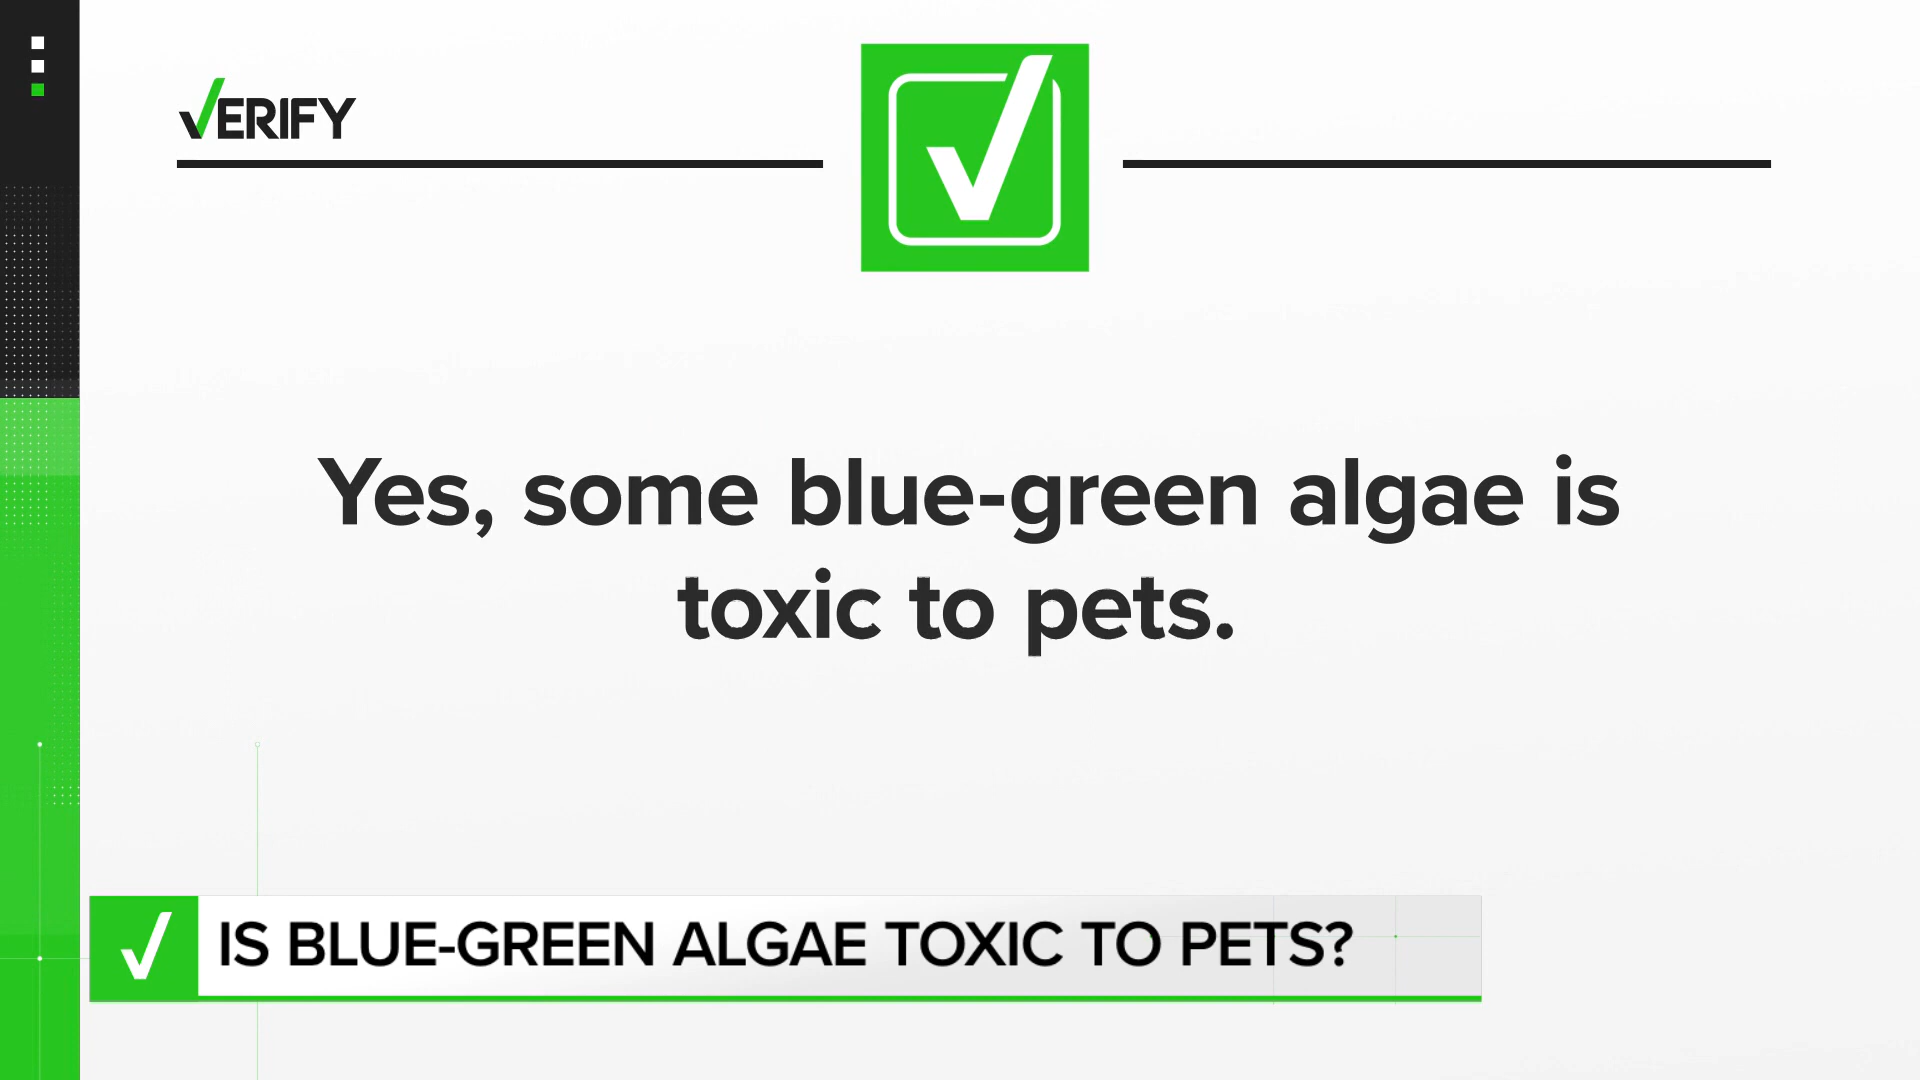 VERIFY
Yes, some blue-green algae is
toxic to pets.
IS BLUE-GREEN ALGAE TOXIC TO PETS?